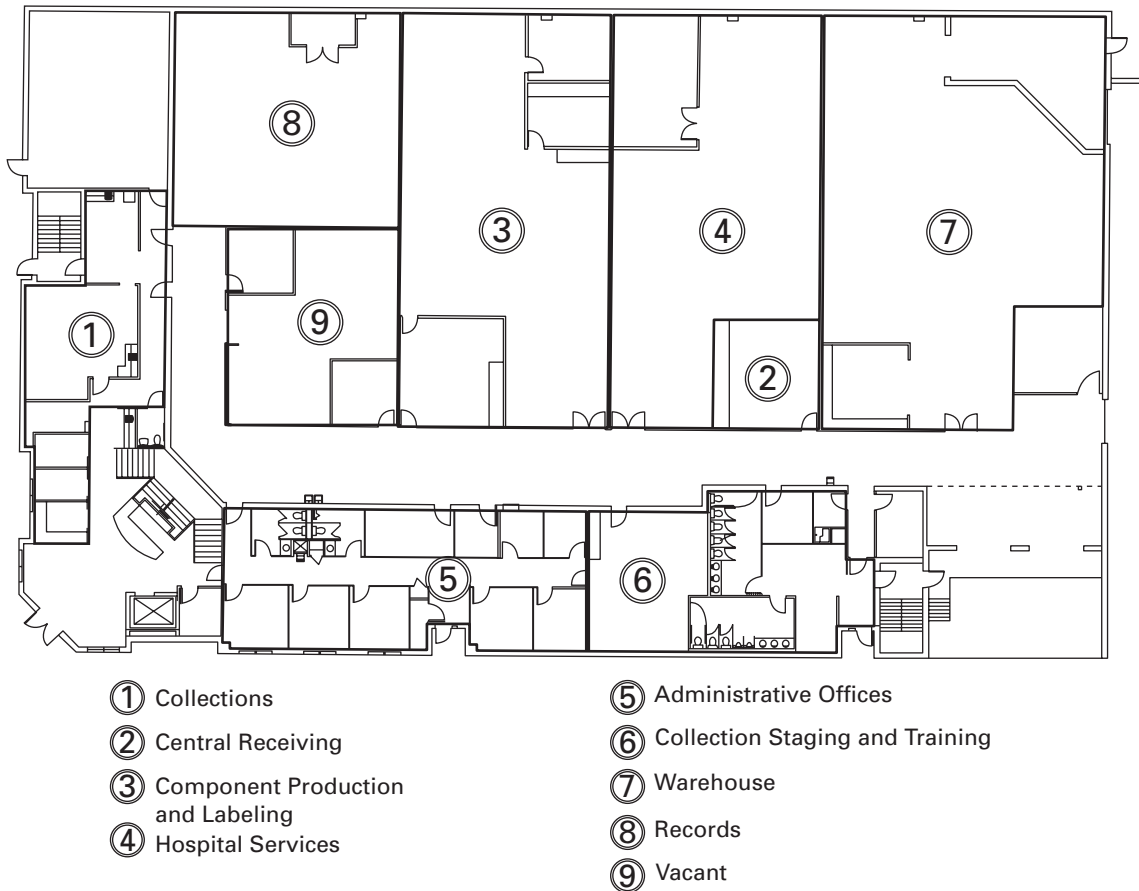 8
3
4
7
1
9
2
5
6
1 Collections
2 Central Receiving
3 Component Production
and Labeling
4 Hospital Services
5 Administrative Offices
6 Collection Staging and Training
7 Warehouse
8 Records
9 Vacant